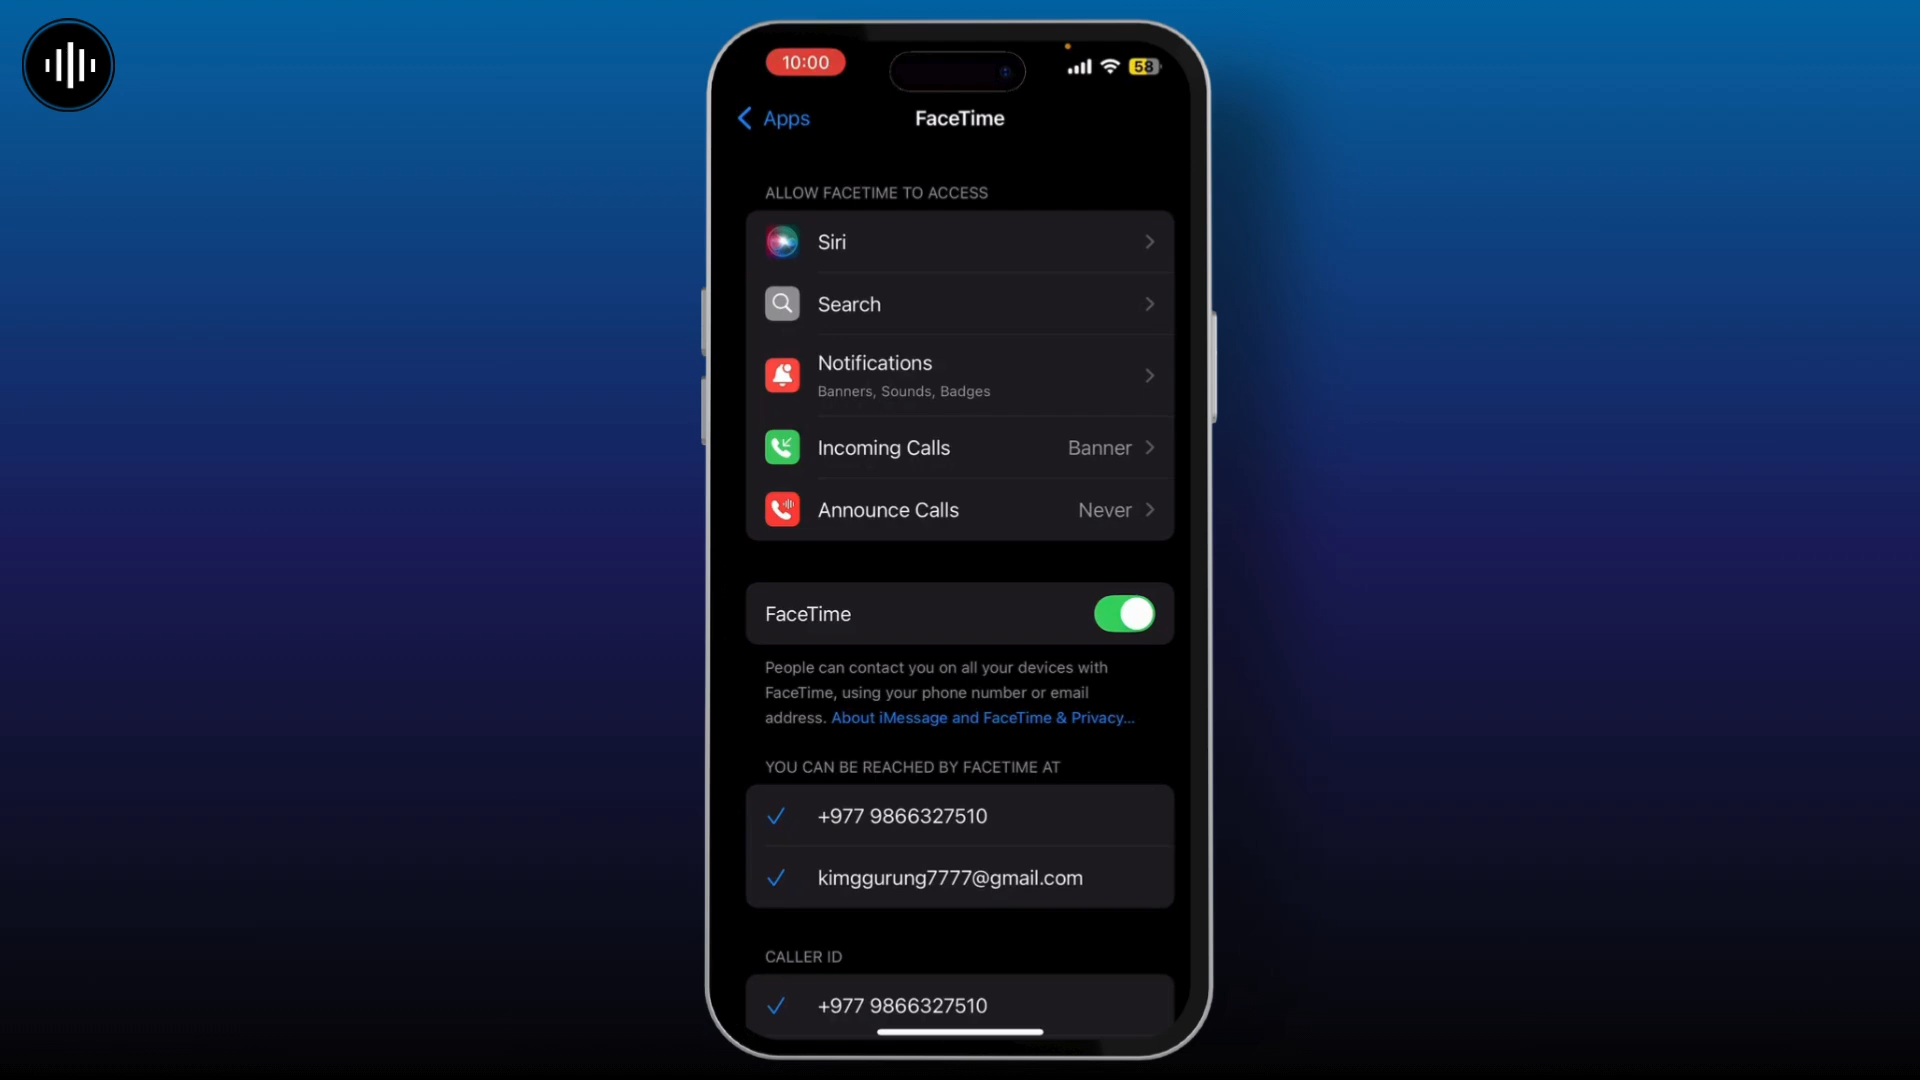 10:00
58
Apps
FaceTime
ALLOW FACETIME TO ACCESS
Siri
Search
Notifications
Banners, Sounds, Badges
Incoming Calls Banner
Announce Calls Never
FaceTime
People can contact you on all your devices with
FaceTime, using your phone number or email
address. About iMessage and FaceTime & Privacy...
YOU CAN BE REACHED BY FACETIME AT
+977 9866327510
kimggurung7777@gmail.com
CALLER ID
+977 9866327510